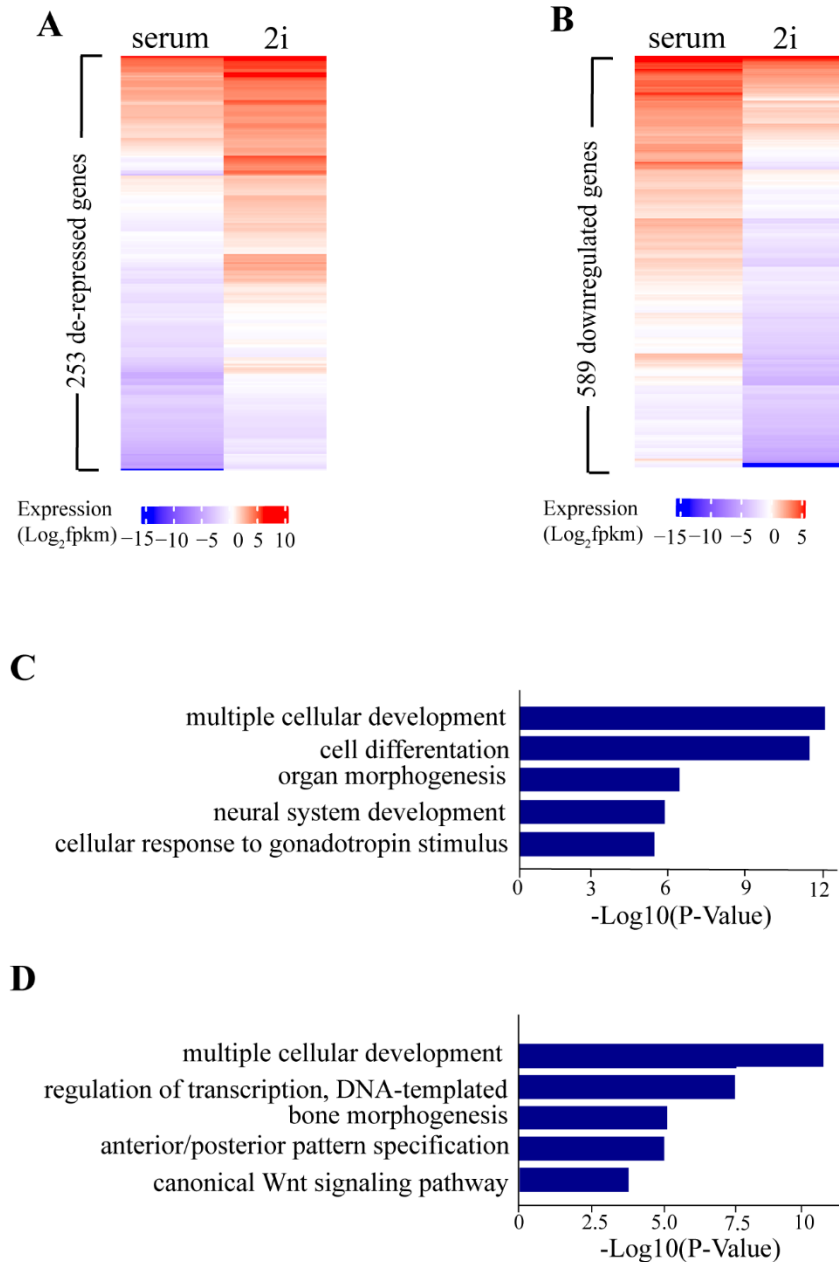 A
B
serum 2i
serum 2i
253 de-repressed genes
589 downregulated genes
Expression
(Log2fpkm)
−15 −10 −5 0 5 10
Expression
(Log2fpkm)
−15 −10 −5 0 5
C
multiple cellular development
cell differentation
organ morphogenesis
neural system development
cellular response to gonadotropin stimulus
0 3 6 9 12
-Log10(P-Value)
D
multiple cellular development
regulation of transcription, DNA-templated
bone morphogenesis
anterior/posterior pattern specification
canonical Wnt signaling pathway
0 2.5 5.0 7.5 10
-Log10(P-Value)